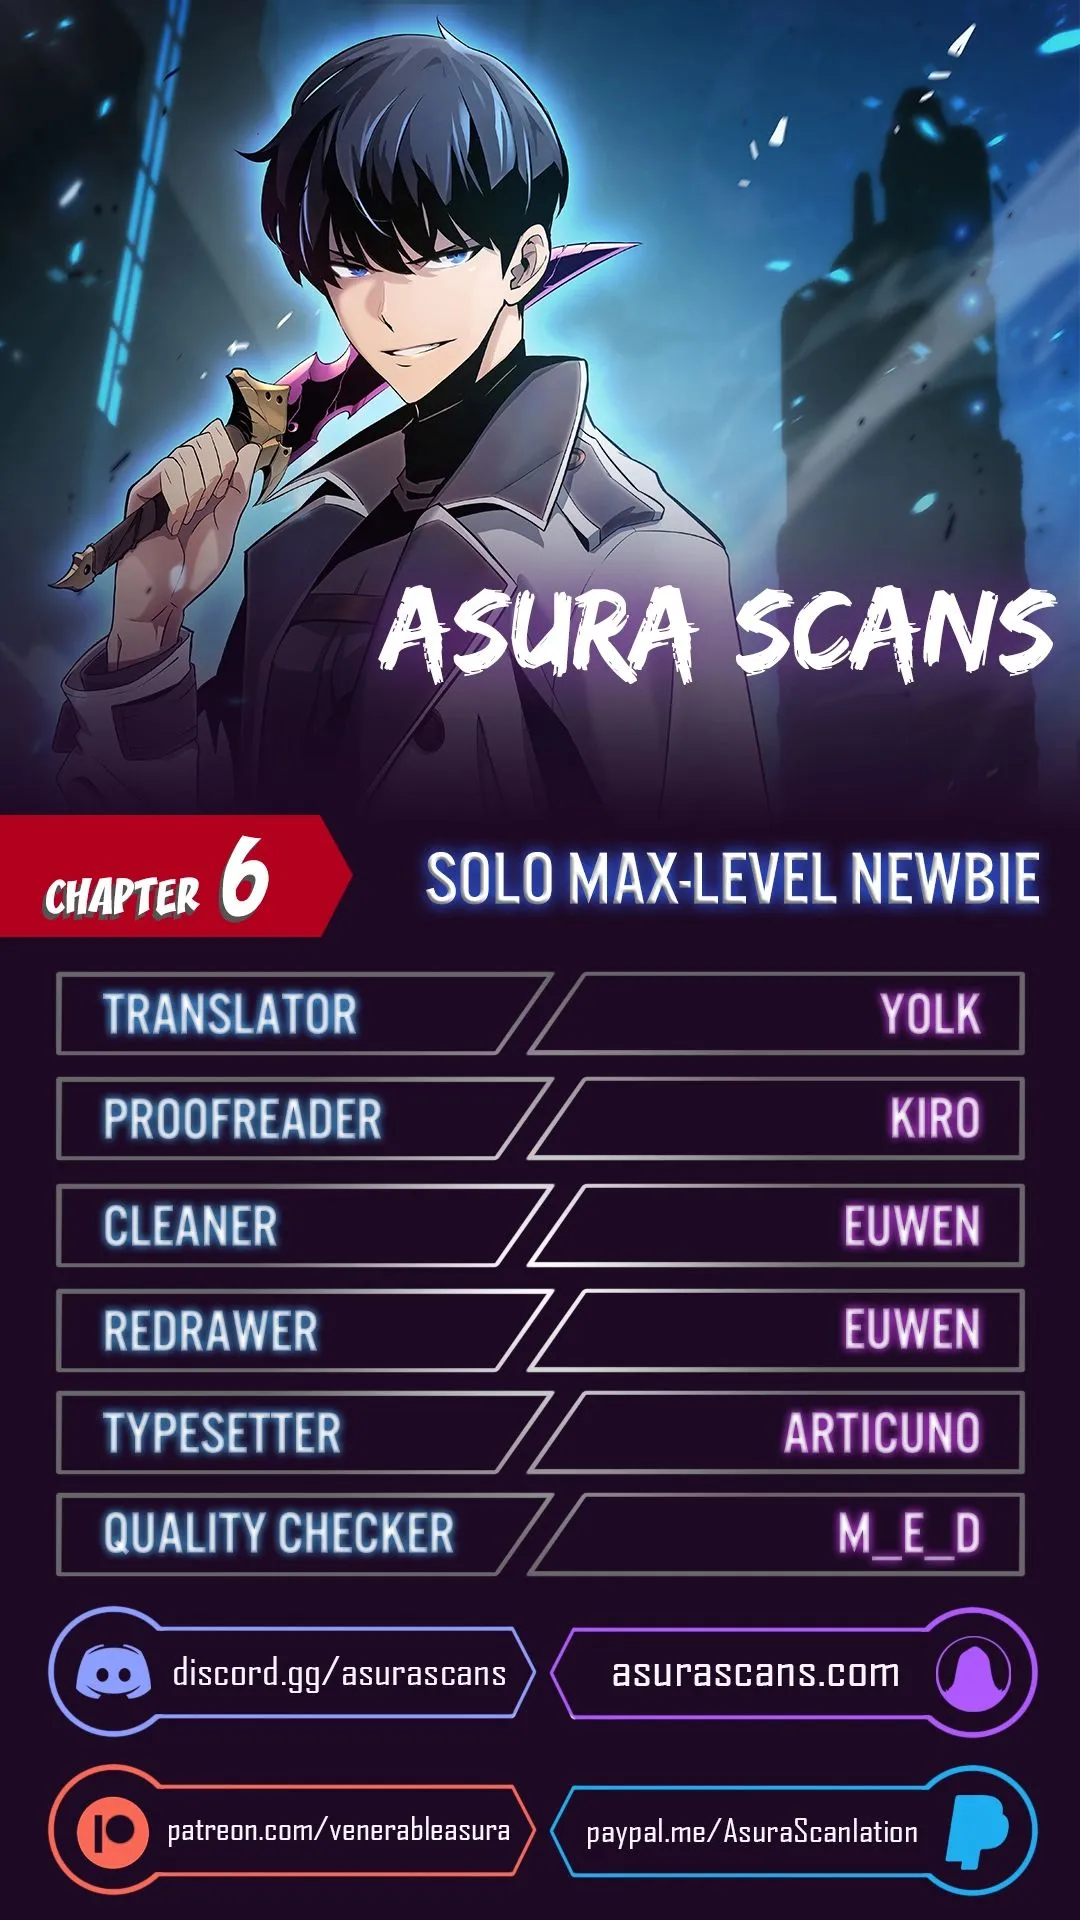 ASURA SCANS
CHAPTER 6
SOLO MAX-LEVEL NEWBIE
TRANSLATOR YOLK
PROOFREADER KIRO
CLEANER EUWEN
REDRAWER EUWEN
TYPESETTER ARTICUNO
QUALITY CHECKER M_E_D
discord.gg/asurascans
asurascans.com
patreon.com/venerableasura
paypal.me/AsuraScanlation